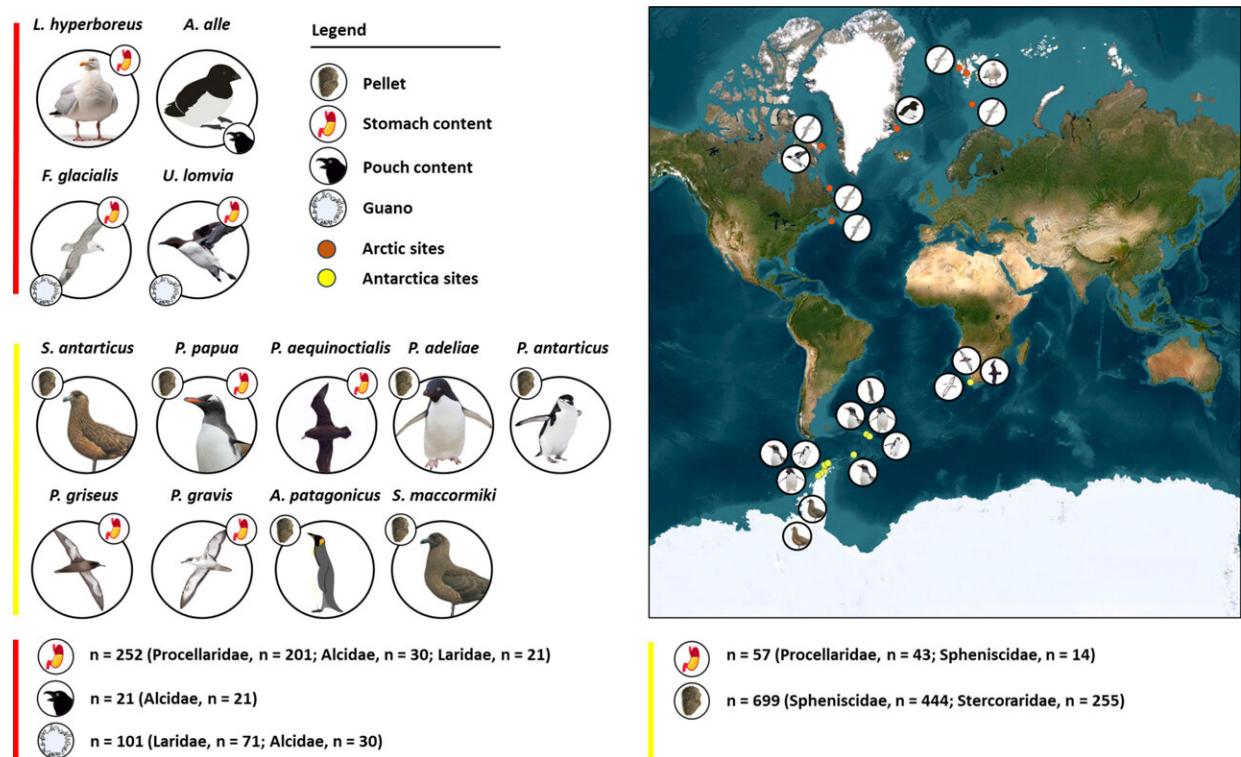 L. hyperboreus
A. alle
F. glacialis
U. lomvia
Legend
Pellet
Stomach content
Pouch content
Guano
Arctic sites
Antarctica sites
S. antarticus
P. papua
P. aequinoctialis
P. adeliae
P. antarticus
P. griseus
P. gravis
A. patagonicus
S. maccormiki
n = 252 (Procellaridae, n = 201; Alcidae, n = 30; Laridae, n = 21)
n = 21 (Alcidae, n = 21)
n = 101 (Laridae, n = 71; Alcidae, n = 30)
n = 57 (Procellaridae, n = 43; Spheniscidae, n = 14)
n = 699 (Spheniscidae, n = 444; Stercoraridae, n = 255)